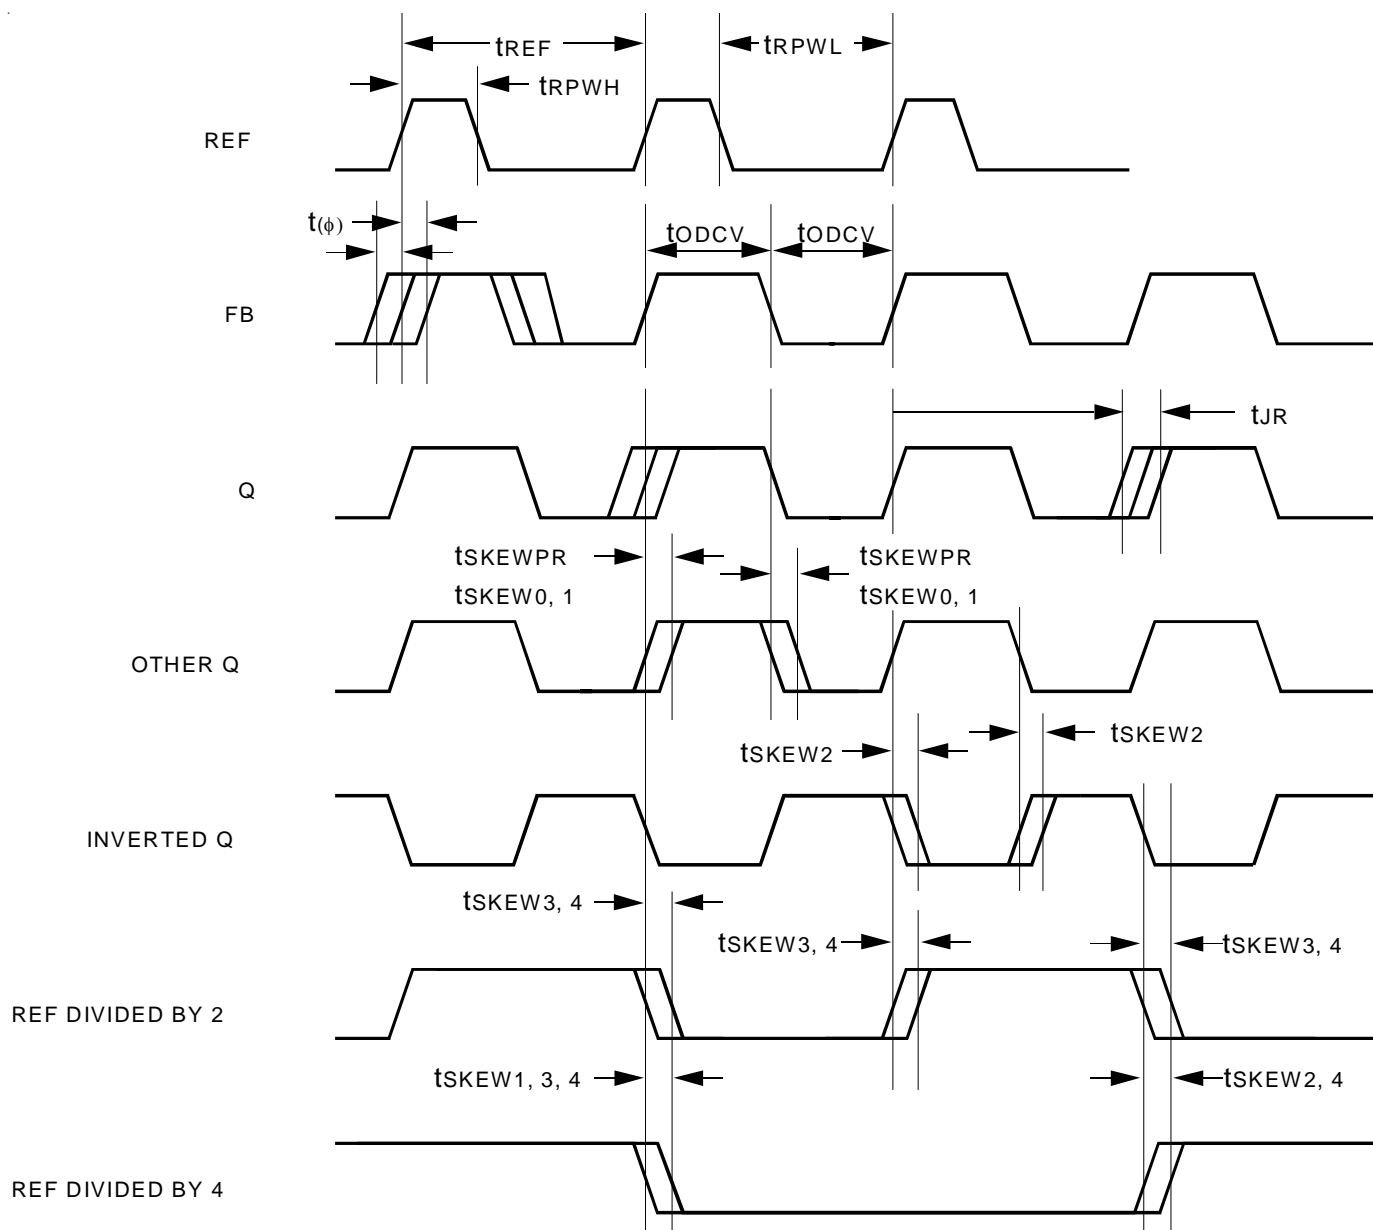 tREF
tRPWL
tRPWH
REF
t(ϕ)
tODCV
tODCV
FB
tJR
Q
tSKEWPR
tSKEW0, 1
tSKEWPR
tSKEW0, 1
OTHER Q
tSKEW2
tSKEW2
INVERTED Q
tSKEW3, 4
tSKEW3, 4
tSKEW3, 4
REF DIVIDED BY 2
tSKEW1, 3, 4
tSKEW2, 4
REF DIVIDED BY 4